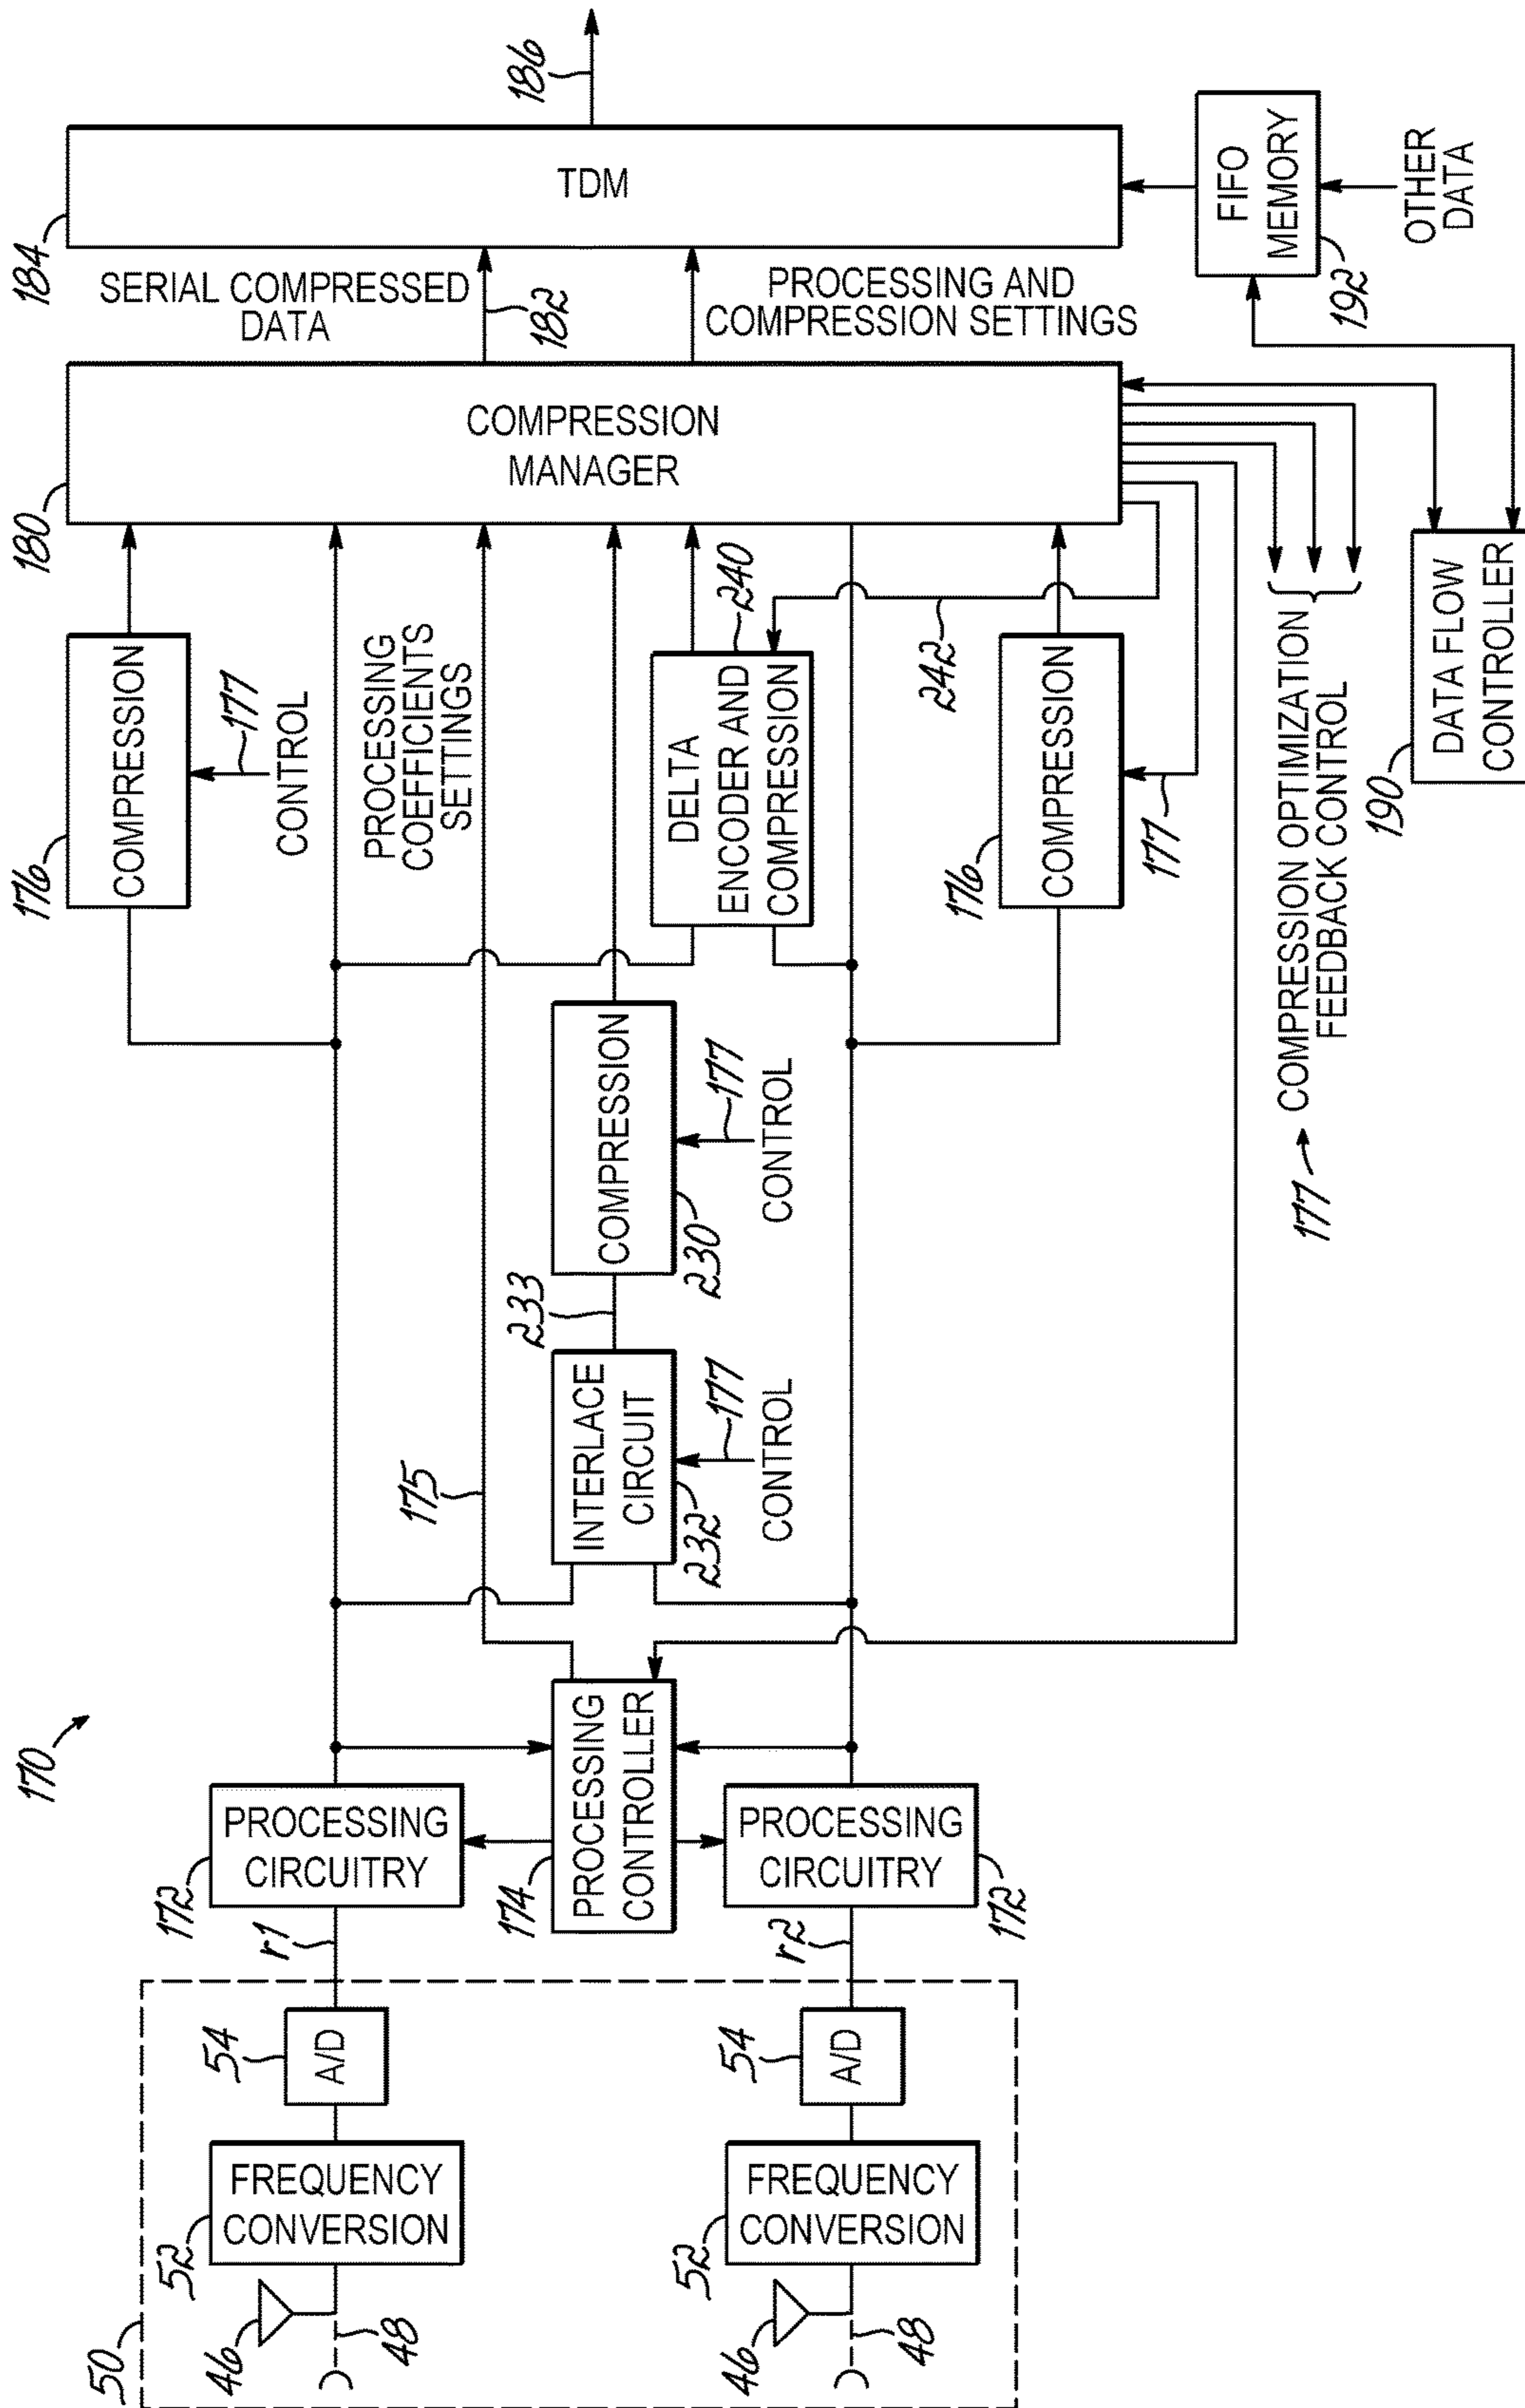 170
50
46
48
52
FREQUENCY
CONVERSION
54
A/D
r1
172
PROCESSING
CIRCUITRY
46
48
52
FREQUENCY
CONVERSION
54
A/D
r2
172
PROCESSING
CIRCUITRY
174
PROCESSING
CONTROLLER
175
PROCESSING
COEFFICIENTS
SETTINGS
INTERLACE
CIRCUIT
232
177
CONTROL
233
COMPRESSION
230
177
CONTROL
176
COMPRESSION
177
CONTROL
DELTA
ENCODER AND
COMPRESSION
240
242
176
COMPRESSION
177
177
COMPRESSION OPTIMIZATION
FEEDBACK CONTROL
180
COMPRESSION
MANAGER
SERIAL COMPRESSED
DATA
182
PROCESSING AND
COMPRESSION SETTINGS
184
TDM
186
190
DATA FLOW
CONTROLLER
FIFO
MEMORY
192
OTHER
DATA